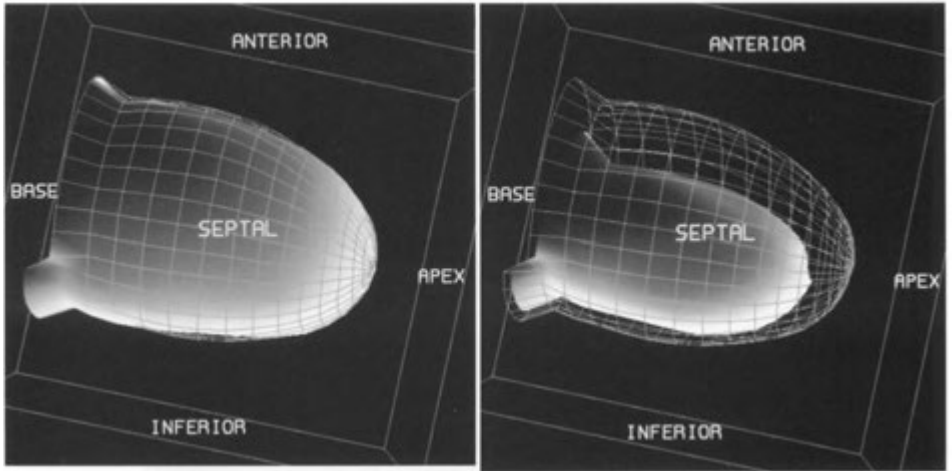 ANTERIOR
BASE
SEPTAL
APEX
INFERIOR
ANTERIOR
BASE
SEPTAL
APEX
INFERIOR